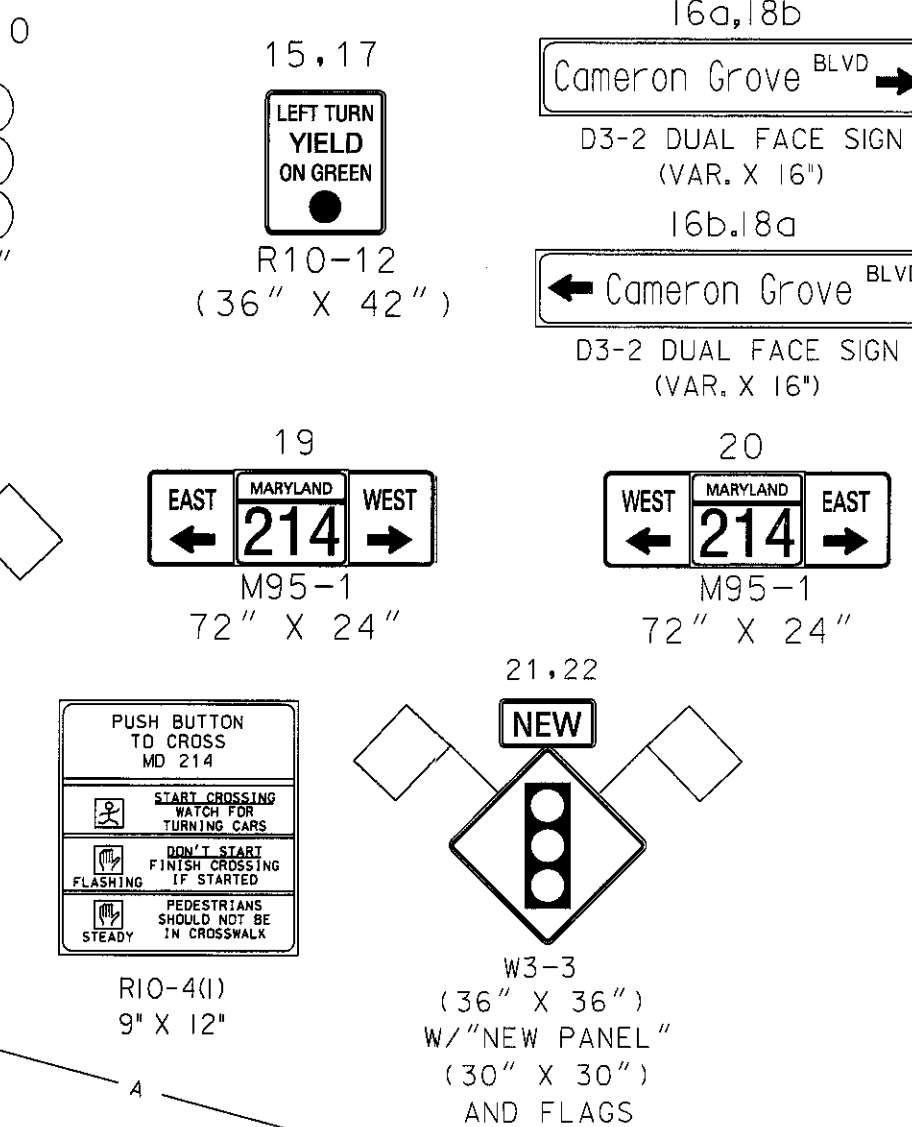 0
"
15,17
LEFT TURN
YIELD
ON GREEN
R10-12
(36" X 42")
16a,18b
Cameron Grove BLVD
D3-2 DUAL FACE SIGN
(VAR. X 16")
16b.18a
Cameron Grove BLVD
D3-2 DUAL FACE SIGN
(VAR. X 16")
19
EAST MARYLAND WEST
214
M95-1
72" X 24"
20
WEST MARYLAND EAST
214
M95-1
72" X 24"
PUSH BUTTON
TO CROSS
MD 214
START CROSSING
WATCH FOR
TURNING CARS
DON'T START
FINISH CROSSING
FLASHING IF STARTED
PEDESTRIANS
SHOULD NOT BE
STEADY IN CROSSWALK
R10-4(1)
9" X 12"
21,22
NEW
W3-3
(36" X 36")
W/"NEW PANEL"
(30" X 30")
AND FLAGS
A